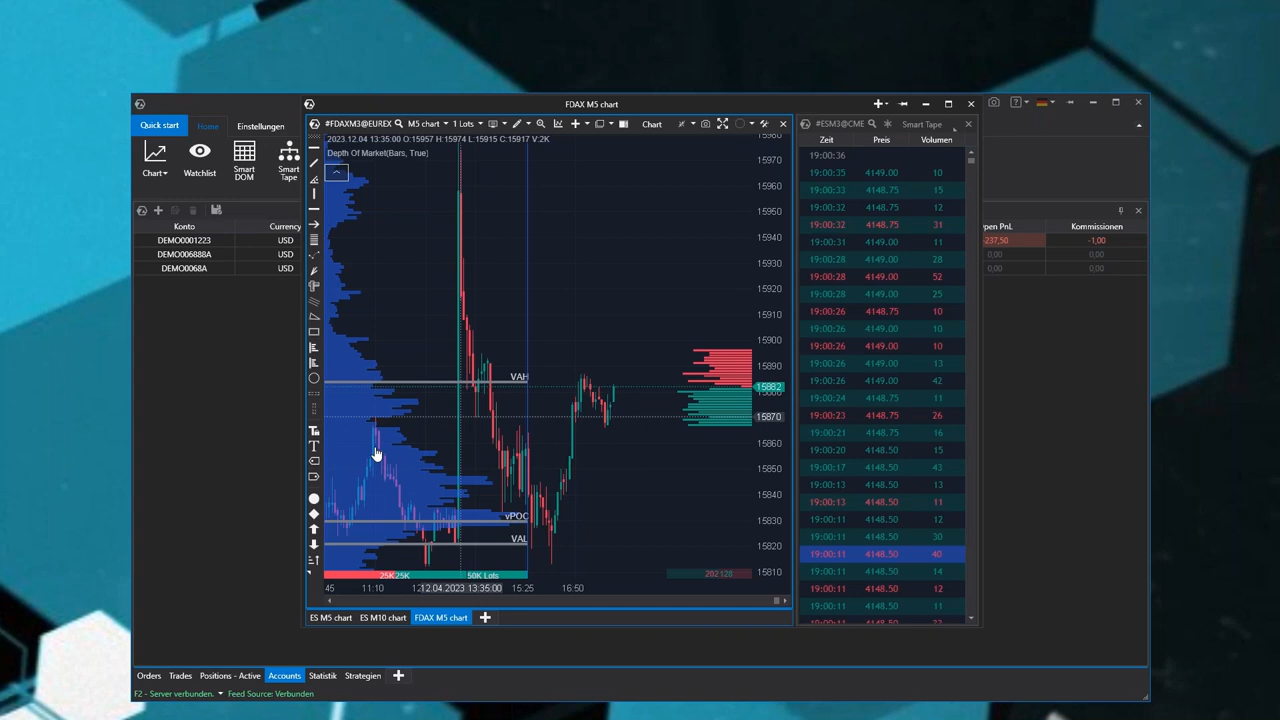 FDAX M5 chart
Quick start
Home
Einstellungen
Chart
Watchlist
Smart DOM
Smart Tape
#FDAXM3@EUREX
M5 chart
1 Lots
Chart
#ESM3@CME
Smart Tape
2023.12.04 13:35:00 O:15957 H:15974 L:15915 C:15917 V:2K
Depth Of Market(Bars, True)
Zeit Preis Volumen
19:00:36
19:00:35 4149.00 10
19:00:33 4148.75 15
19:00:32 4148.75 12
19:00:32 4148.75 31
19:00:31 4149.00 11
19:00:28 4149.00 28
19:00:28 4149.00 52
19:00:28 4149.00 25
19:00:26 4148.75 10
19:00:26 4149.00 10
19:00:26 4149.00 10
19:00:26 4149.00 13
19:00:26 4149.00 42
19:00:24 4148.75 11
19:00:23 4148.75 26
19:00:21 4148.75 16
19:00:20 4148.50 15
19:00:17 4148.50 43
19:00:13 4148.50 13
19:00:13 4148.50 11
19:00:11 4148.50 12
19:00:11 4148.50 30
19:00:11 4148.50 40
19:00:11 4148.50 14
19:00:11 4148.50 12
19:00:11 4148.50 11
Konto Currency
DEMO0001223 USD
DEMO006888A USD
DEMO0068A USD
Kommissionen
-237,50 -1,00
0,00 0,00
0,00 0,00
15970
15960
15950
15940
15930
15920
15910
15900
15890
15882
15870
15860
15850
15840
15830
15820
15810
VAH
vPOC
VAL
25K 25K
50K Lots
202128
45
11:10
12.04.2023 13:35:00
15:25
16:50
ES M5 chart
ES M10 chart
FDAX M5 chart
Orders
Trades
Positions - Active
Accounts
Statistik
Strategien
F2 - Server verbunden.
Feed Source: Verbunden